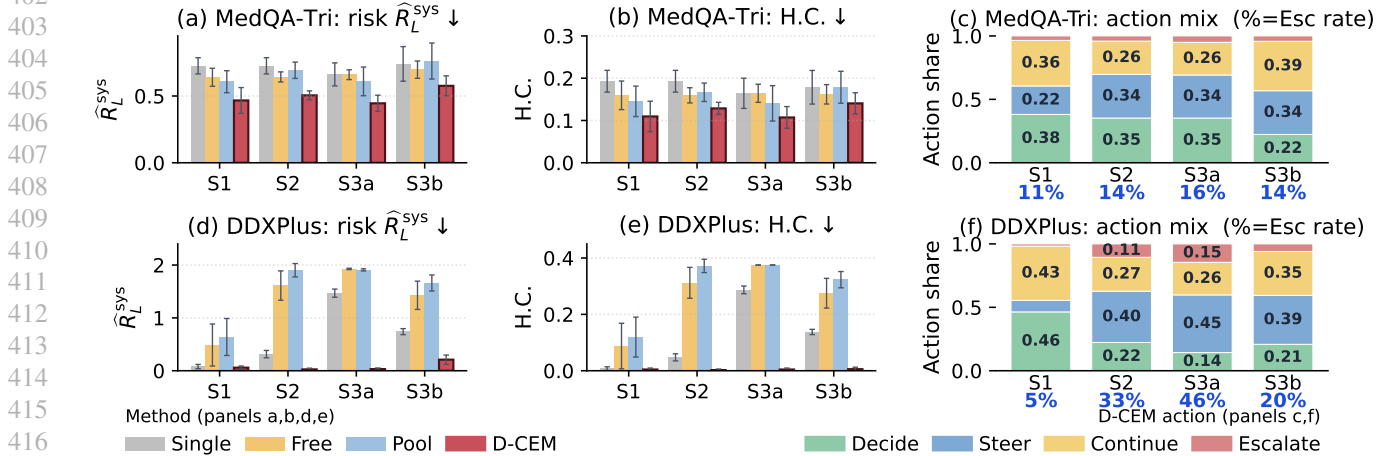 402
403
404
405
406
407
408
409
410
411
412
413
414
415
416
(a) MedQA-Tri: risk R̂_L^sys ↓
R̂_L^sys
0.5
0.0
S1 S2 S3a S3b
(b) MedQA-Tri: H.C. ↓
H.C.
0.3
0.2
0.1
0.0
S1 S2 S3a S3b
(c) MedQA-Tri: action mix (%=Esc rate)
Action share
1.0
0.5
0.0
0.36 0.26 0.26 0.39
0.22 0.34 0.34 0.34
0.38 0.35 0.35 0.22
S1 S2 S3a S3b
11% 14% 16% 14%
(d) DDXPlus: risk R̂_L^sys ↓
R̂_L^sys
2
1
0
S1 S2 S3a S3b
(e) DDXPlus: H.C. ↓
H.C.
0.4
0.2
0.0
S1 S2 S3a S3b
(f) DDXPlus: action mix (%=Esc rate)
Action share
1.0
0.5
0.0
0.11 0.15
0.43 0.27 0.26 0.35
0.40 0.45 0.39
0.46 0.22 0.14 0.21
S1 S2 S3a S3b
5% 33% 46% 20%
Method (panels a,b,d,e)
Single Free Pool D-CEM
D-CEM action (panels c,f)
Decide Steer Continue Escalate